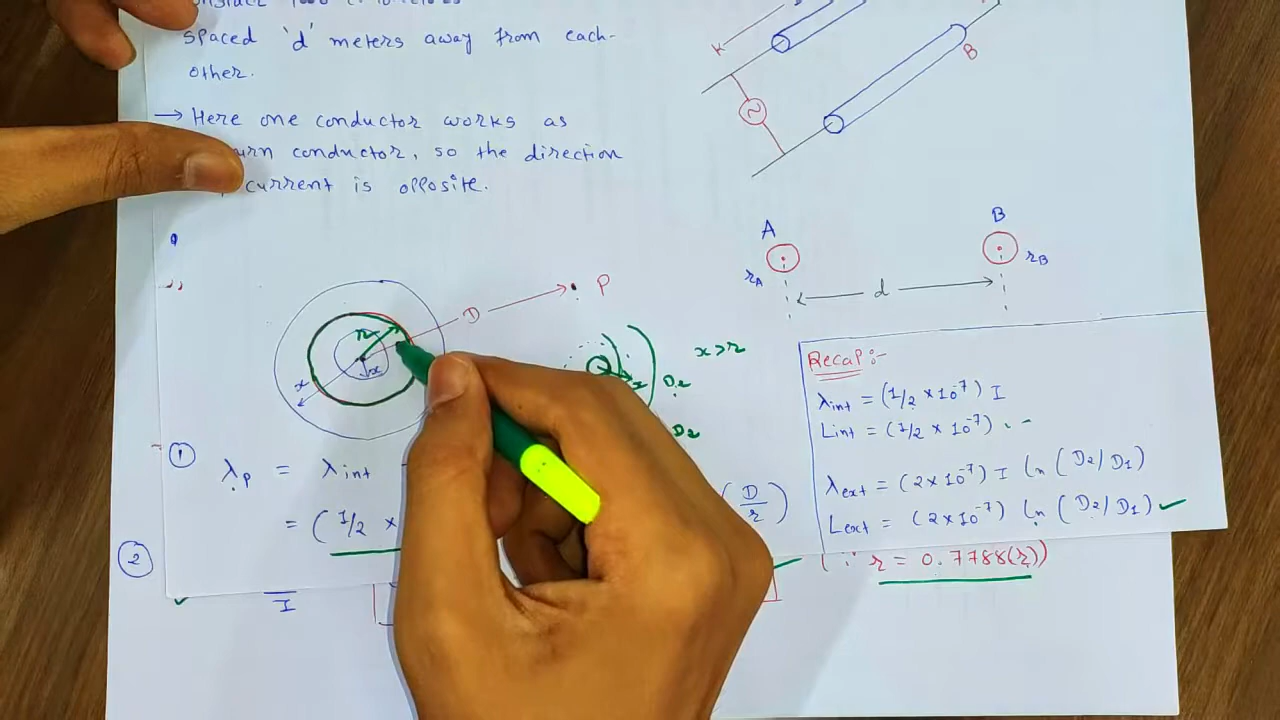 spaced 'd' meters away from each-
other.
→ Here one conductor works as
conductor, so the direction
current is opposite.
K
B
A
B
rA
rB
d
D
P
r
x
x
x
x > r
D2
D2
① λp = λint
= (1/2 ×
(D/r)
②
I
Recap :-
λint = (1/2 × 10⁻⁷) I
Lint = (1/2 × 10⁻⁷)
λext = (2×10⁻⁷) I ln (D2/D1)
Lext = (2×10⁻⁷) ln (D2/D1) ✓
(∵ r = 0.7788(r))